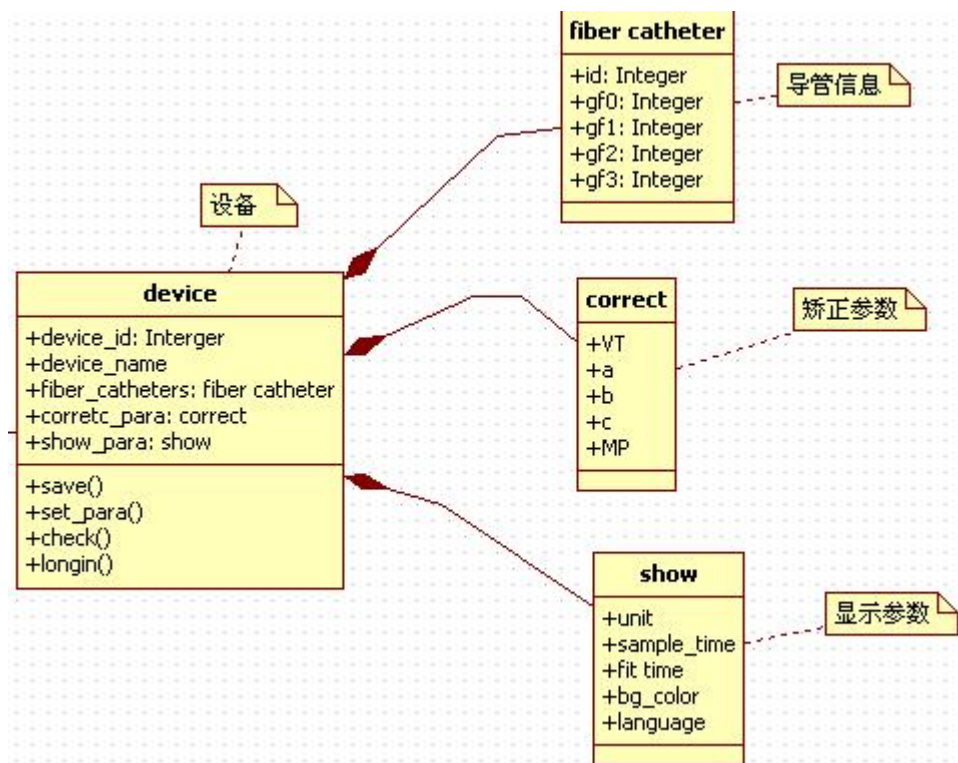 fiber catheter
+id: Integer
+gf0: Integer
+gf1: Integer
+gf2: Integer
+gf3: Integer
导管信息
设备
device
+device_id: Interger
+device_name
+fiber_catheters: fiber catheter
+corretc_para: correct
+show_para: show
+save()
+set_para()
+check()
+longin()
correct
+VT
+a
+b
+c
+MP
矫正参数
show
+unit
+sample_time
+fit time
+bg_color
+language
显示参数